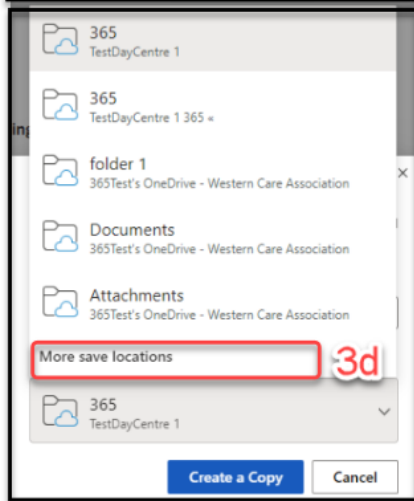 365
TestDayCentre 1
365
TestDayCentre 1 365 «
ing
folder 1
365Test's OneDrive - Western Care Association
Documents
365Test's OneDrive - Western Care Association
Attachments
365Test's OneDrive - Western Care Association
More save locations
3d
365
TestDayCentre 1
Create a Copy
Cancel